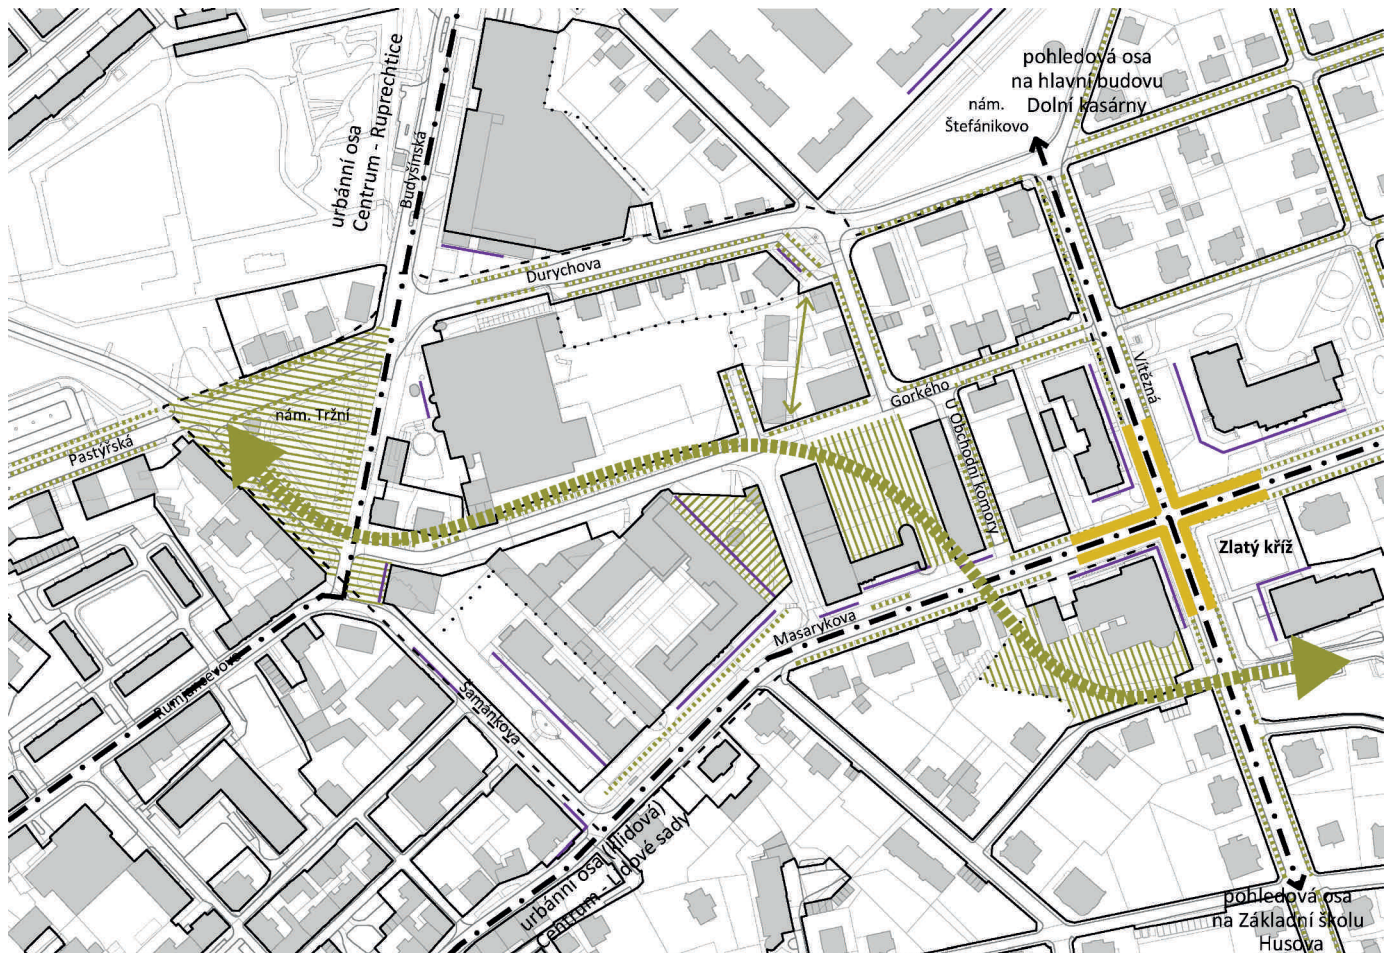 pohledová osa
na hlavní budovu
Dolní kasárny
nám.
Štefánikovo
urbánní osa
Centrum - Ruprechtice
Budyšínská
Durychova
Vítězná
Gorkého
U Obchodní komory
nám. Tržní
Pastýřská
Zlatý kříž
Masarykova
Rumjancevova
Šamánkova
urbánní osa (klidová)
Centrum - Lidové sady
pohledová osa
na Základní školu
Husova